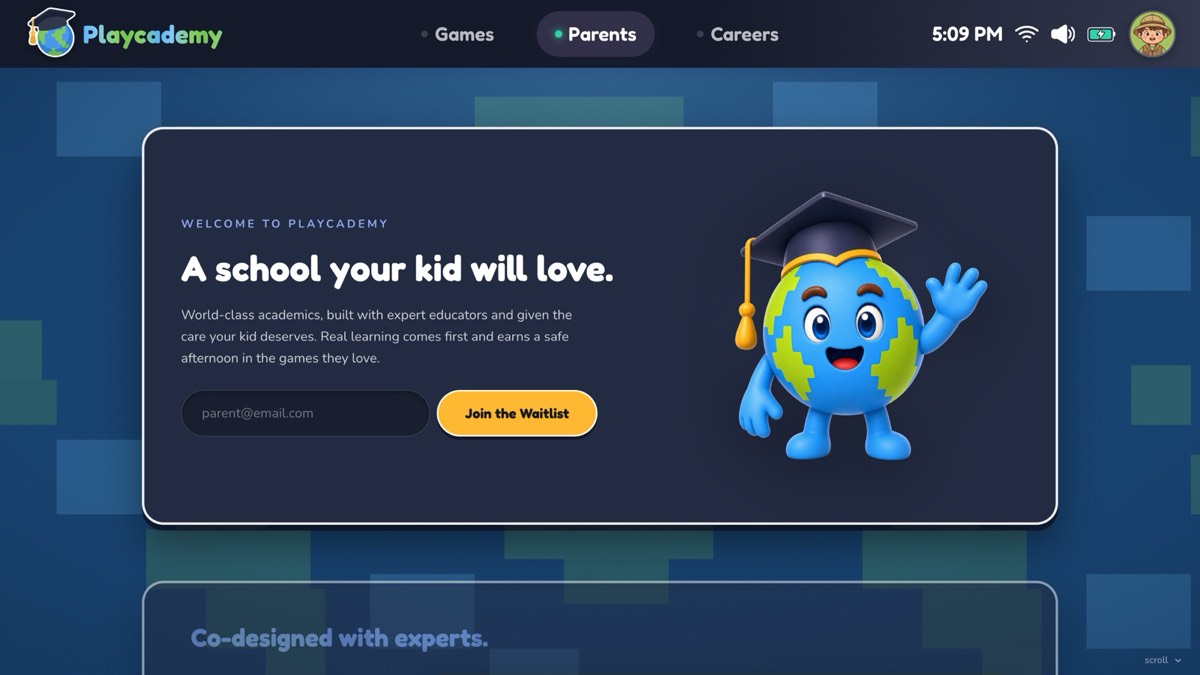 Playcademy
Games
Parents
Careers
5:09 PM
WELCOME TO PLAYCADEMY
A school your kid will love.
World-class academics, built with expert educators and given the
care your kid deserves. Real learning comes first and earns a safe
afternoon in the games they love.
parent@email.com
Join the Waitlist
Co-designed with experts.
scroll